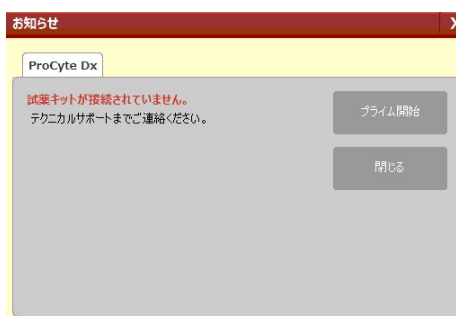 お知らせ X
ProCyte Dx
試薬キットが接続されていません。
テクニカルサポートまでご連絡ください。
プライム開始
閉じる